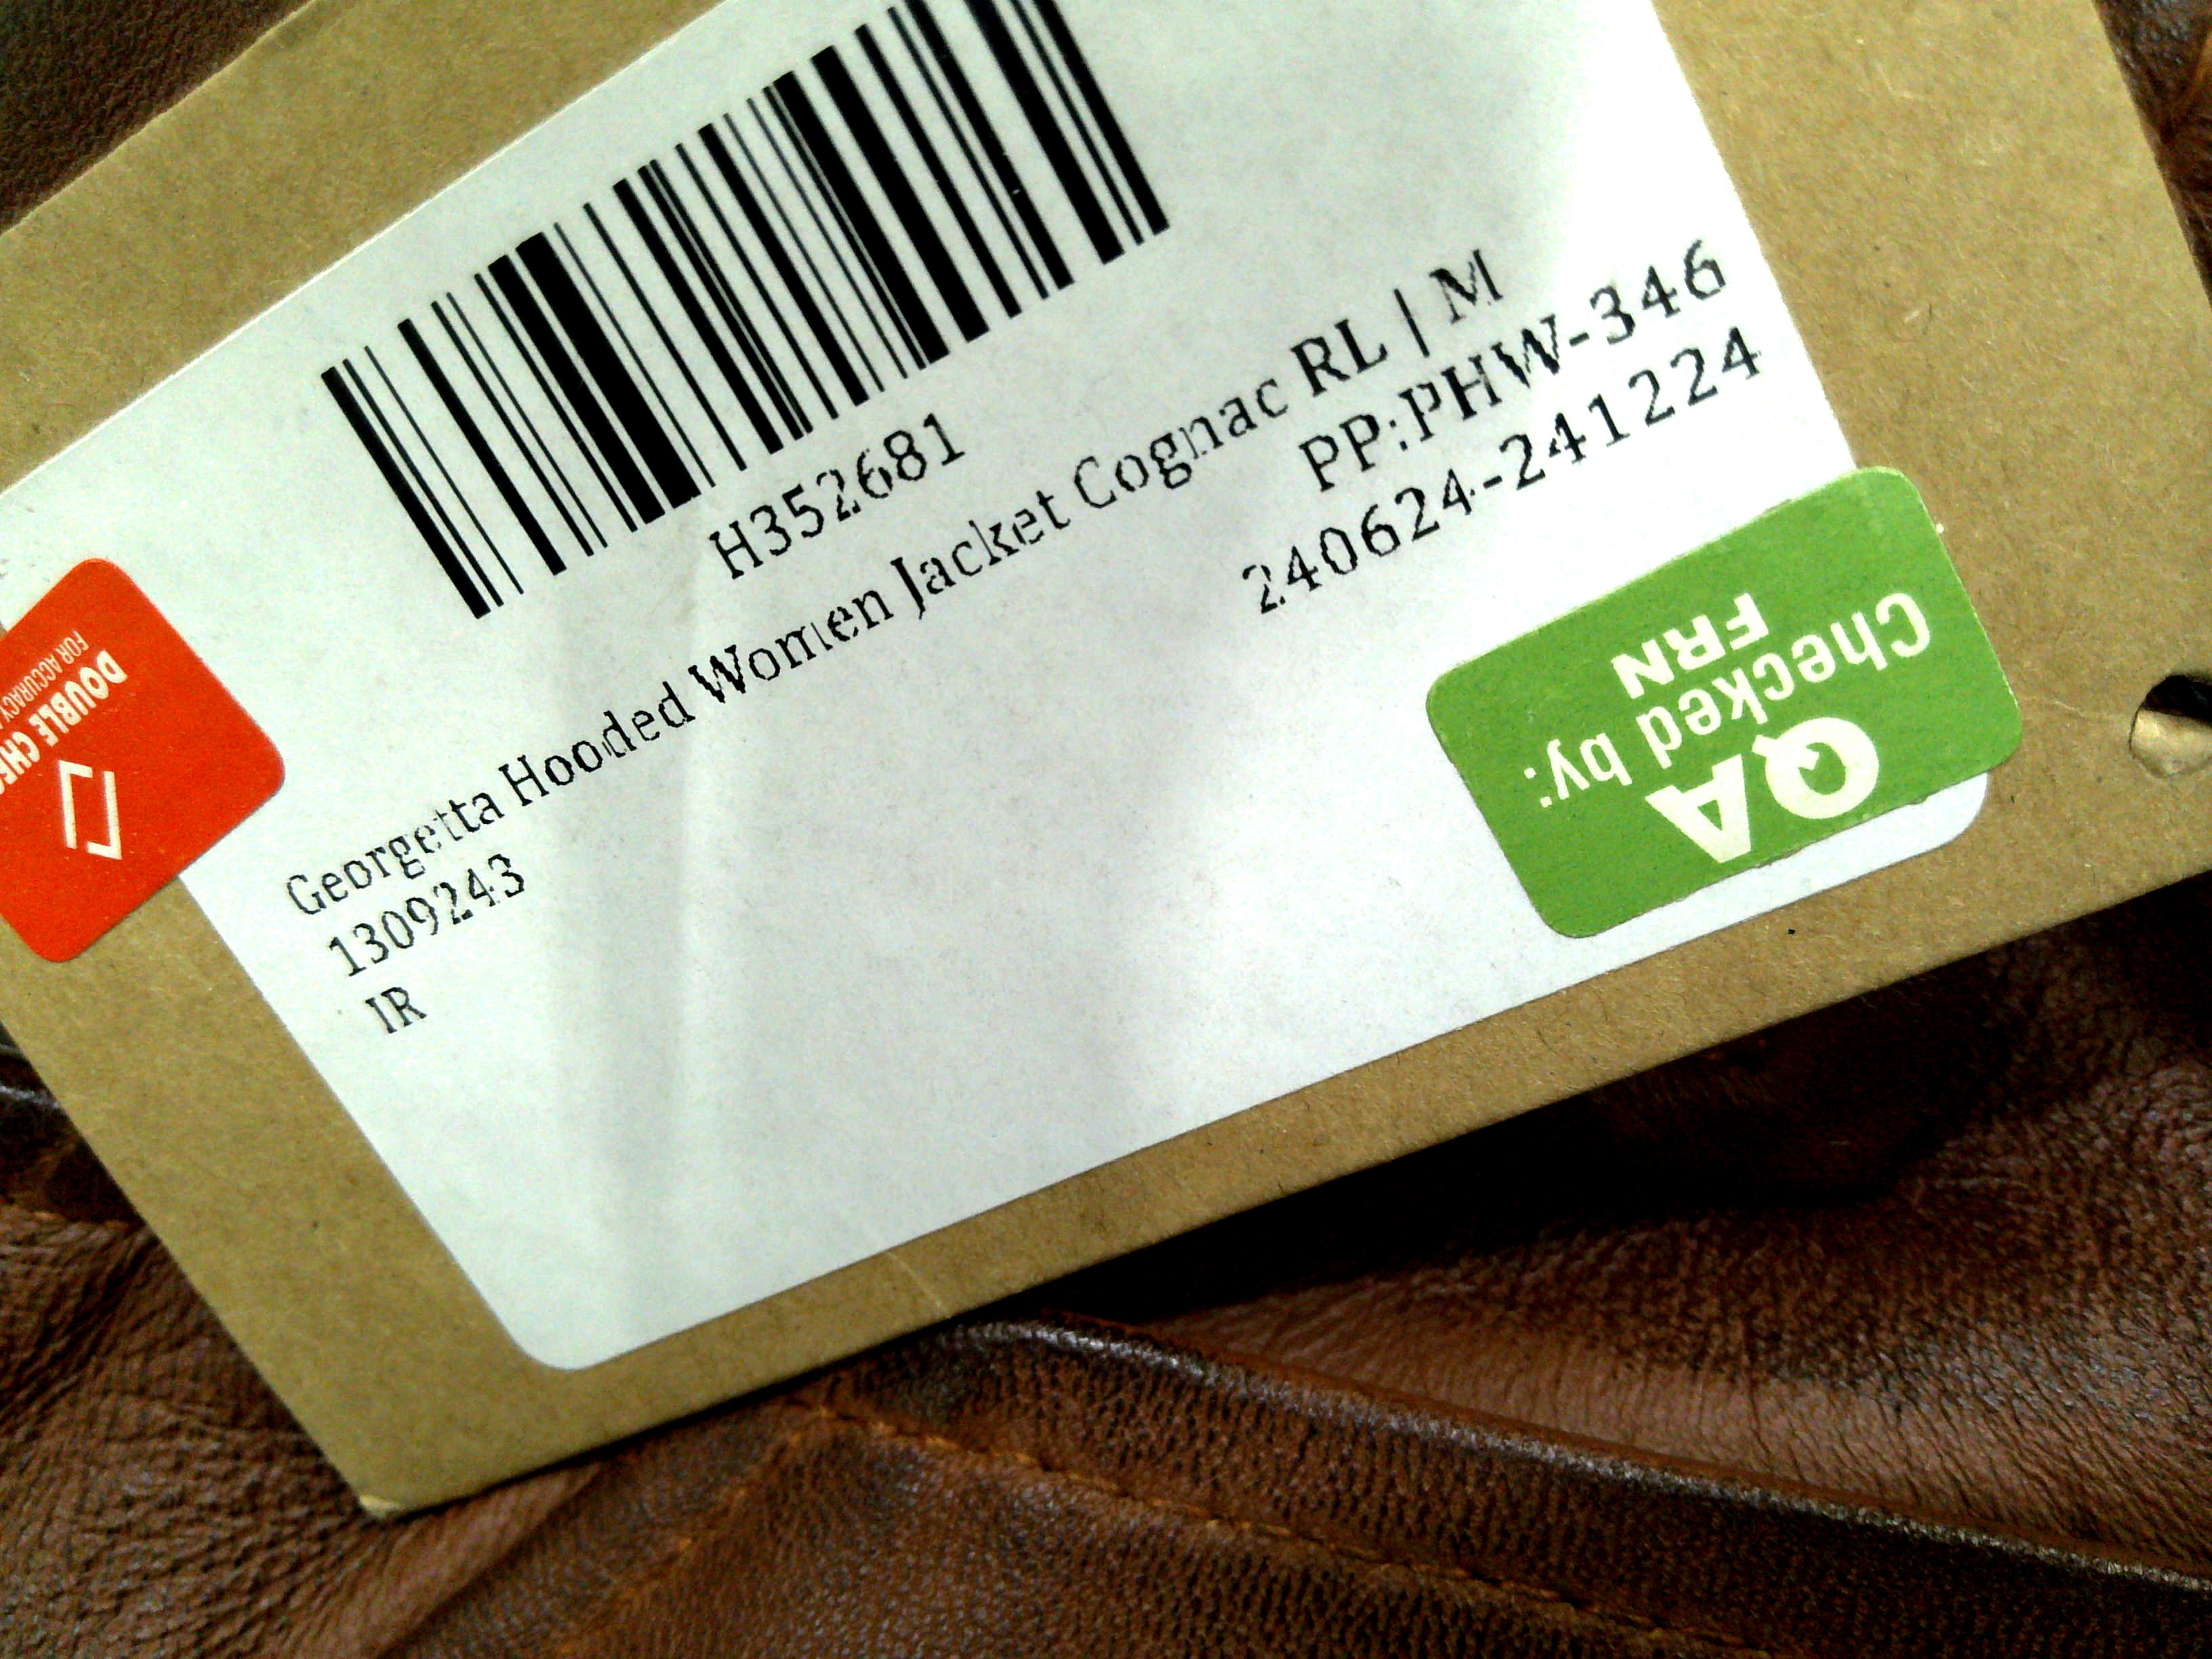 H352681
Georgetta Hooded Women Jacket Cognac RL | M
1309243
PP:PHW-346
IR
240624-241224
QA
Checked by:
FRN
DOUBLE
FOR ACCURACY